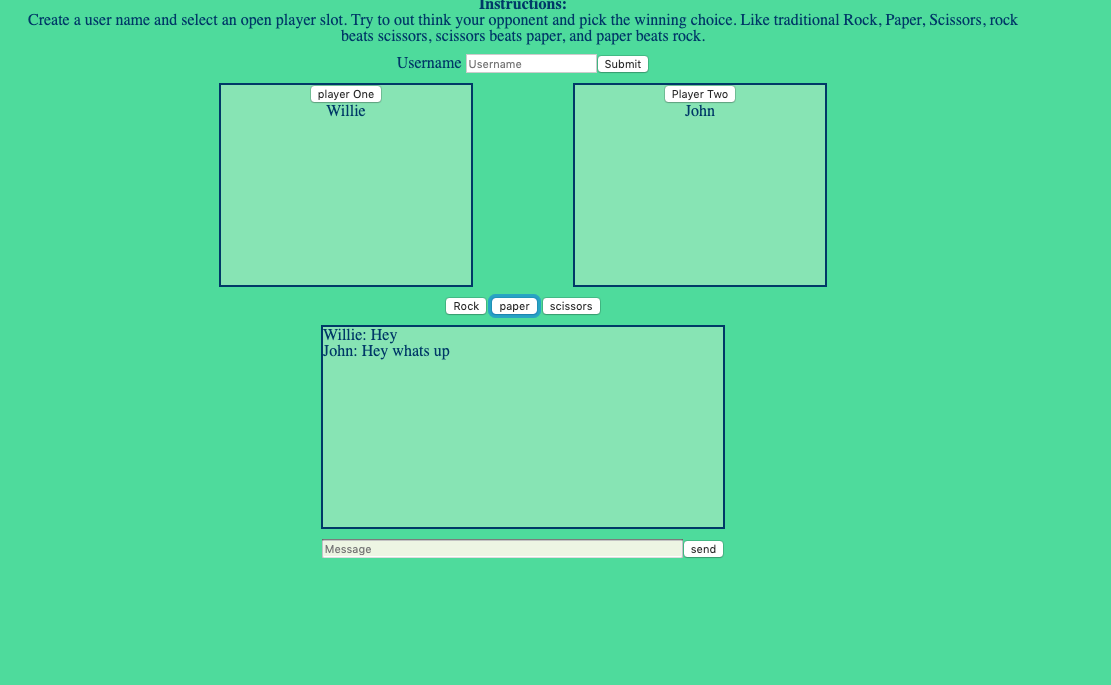 Instructions:
Create a user name and select an open player slot. Try to out think your opponent and pick the winning choice. Like traditional Rock, Paper, Scissors, rock
beats scissors, scissors beats paper, and paper beats rock.
Username Username Submit
player One Player Two
Willie John
Rock paper scissors
Willie: Hey
John: Hey whats up
Message send